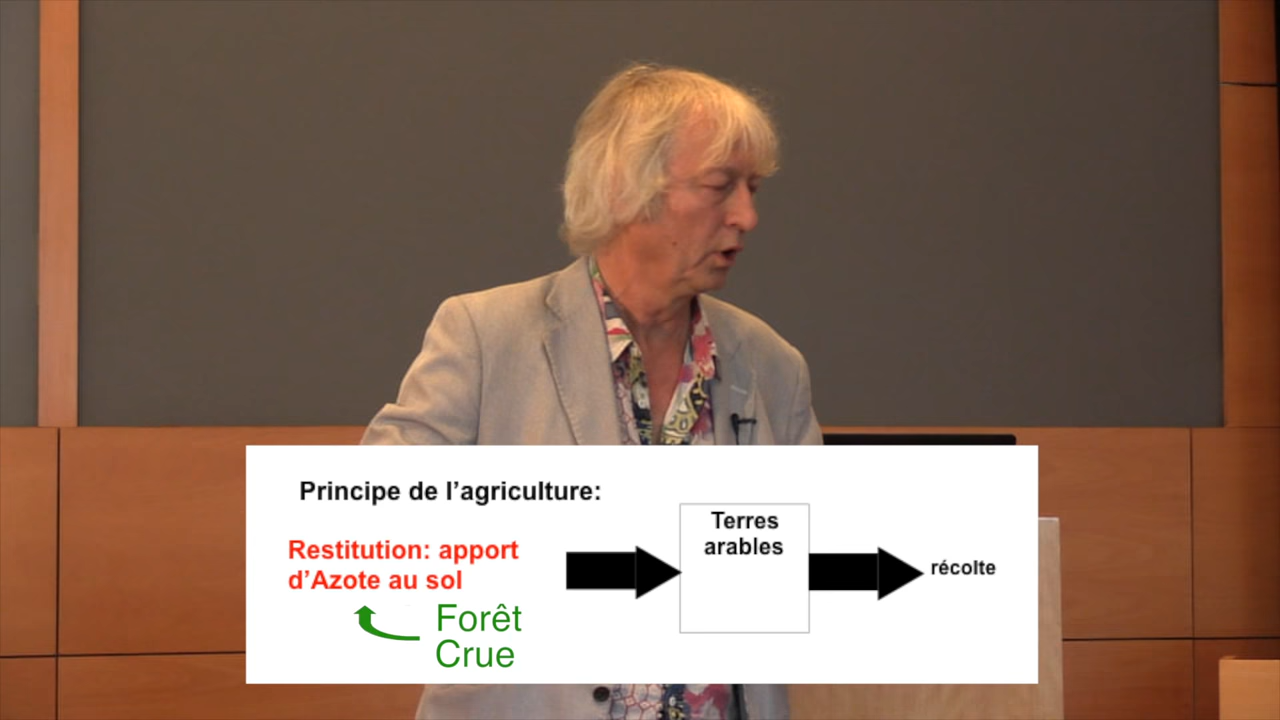 Principe de l’agriculture:
Restitution: apport
d’Azote au sol
Forêt
Crue
Terres
arables
récolte